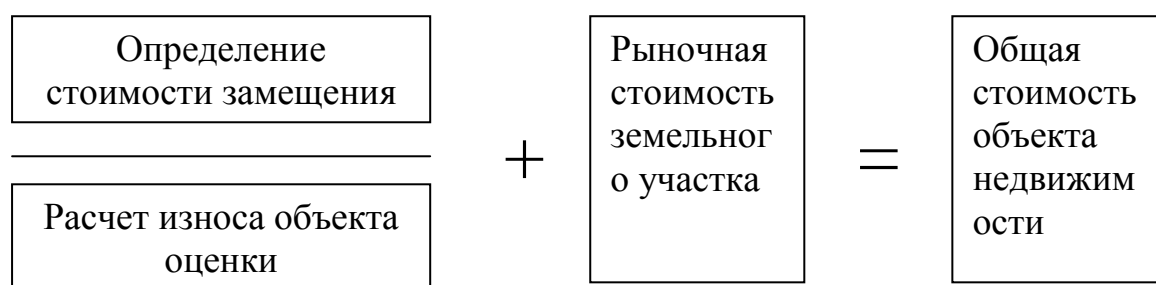 Определение
стоимости замещения
Расчет износа объекта
оценки
+
Рыночная
стоимость
земельног
о участка
=
Общая
стоимость
объекта
недвижим
ости